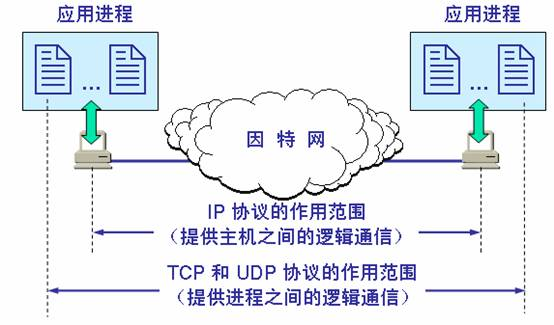 应用进程
应用进程
...
...
因特网
IP 协议的作用范围
（提供主机之间的逻辑通信）
TCP 和 UDP 协议的作用范围
（提供进程之间的逻辑通信）